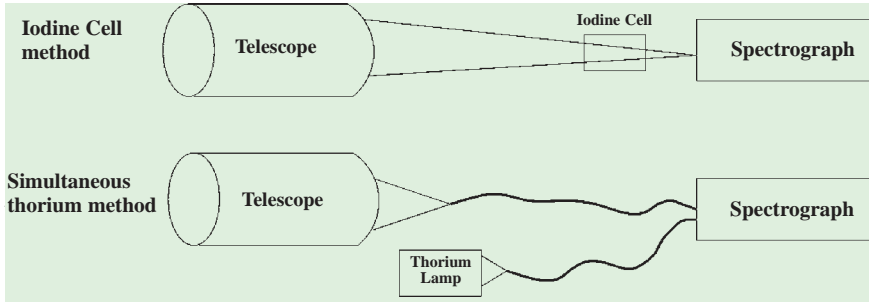 Iodine Cell
method
Telescope
Iodine Cell
Spectrograph
Simultaneous
thorium method
Telescope
Spectrograph
Thorium
Lamp